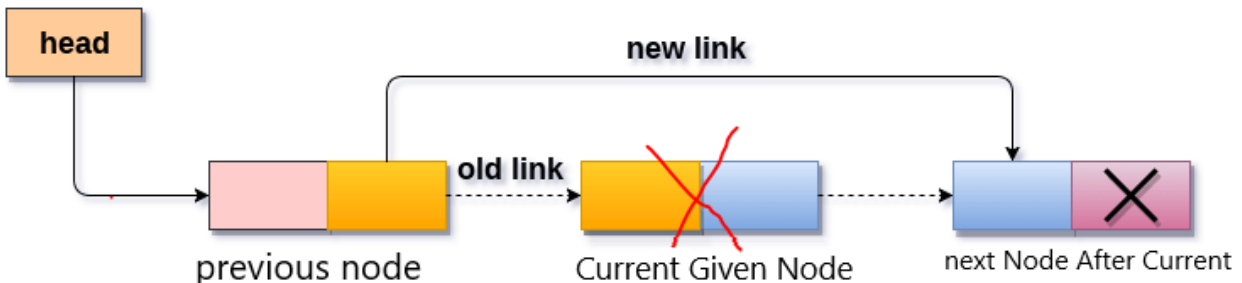 head
new link
old link
previous node
Current Given Node
next Node After Current